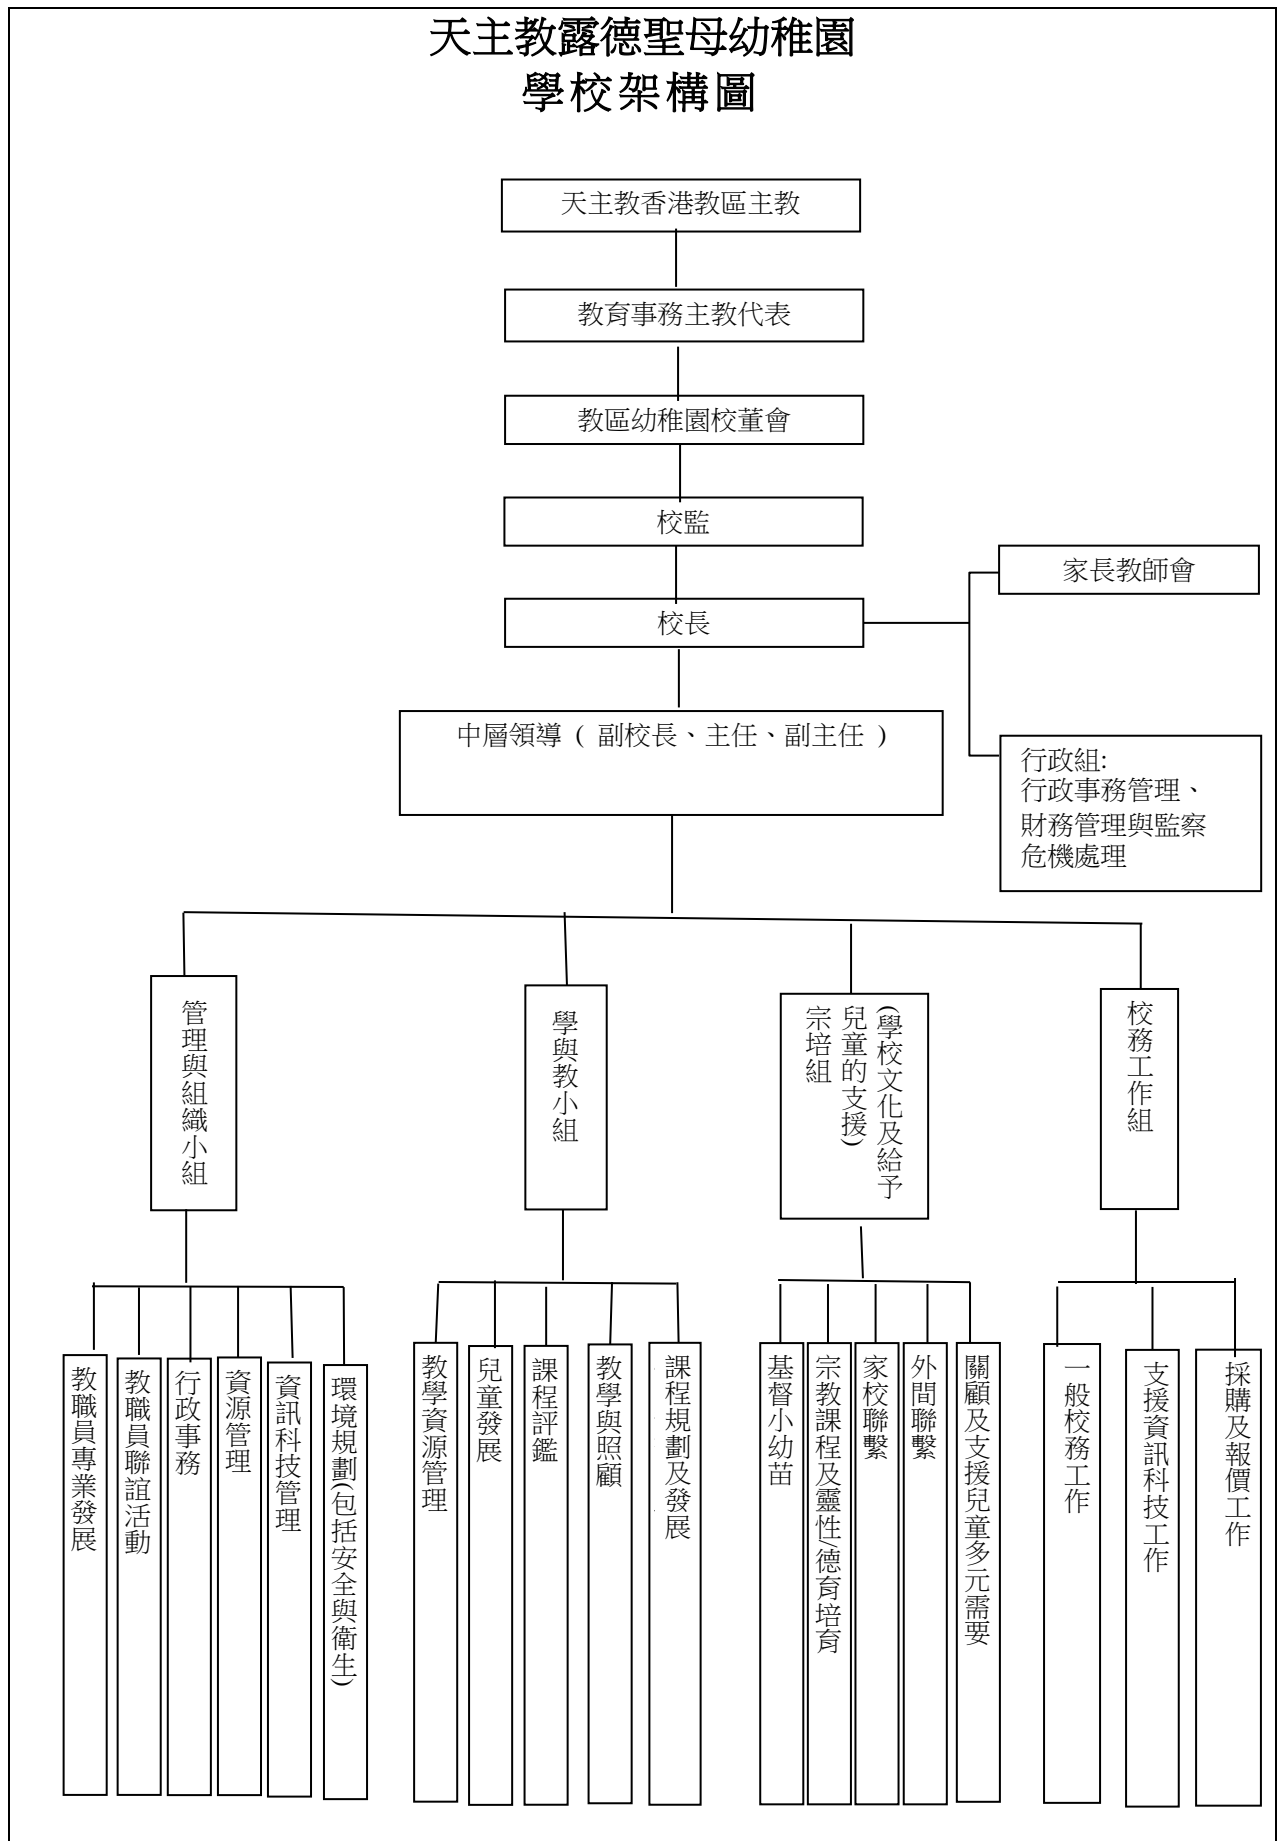 天主教露德聖母幼稚園
學校架構圖
天主教香港教區主教
教育事務主教代表
教區幼稚園校董會
校監
家長教師會
校長
中層領導（副校長、主任、副主任）
行政組:
行政事務管理、
財務管理與監察
危機處理
管理與組織小組
學與教小組
(學校文化及給予
兒童的支援)
宗培組
校務工作組
教職員專業發展
教職員聯誼活動
行政事務
資源管理
資訊科技管理
環境規劃(包括安全與衛生)
教學資源管理
兒童發展
課程評鑑
教學與照顧
課程規劃及發展
基督小幼苗
宗教課程及靈性/德育培育
家校聯繫
外間聯繫
關顧及支援兒童多元需要
一般校務工作
支援資訊科技工作
採購及報價工作